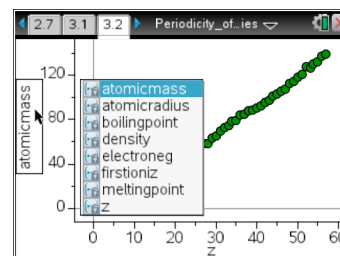 2.7 3.1 3.2 Periodicity_of...ies
120
80
40
0
atomicmass
atomicmass
atomicradius
boilingpoint
density
electroneg
firstioniz
meltingpoint
z
0 10 20 30 40 50 60
z